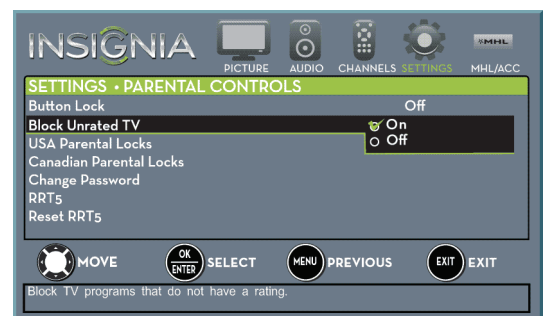 INSIGNIA
PICTURE AUDIO CHANNELS SETTINGS MHL/ACC
MHL
SETTINGS • PARENTAL CONTROLS
Button Lock Off
Block Unrated TV On
USA Parental Locks Off
Canadian Parental Locks
Change Password
RRT5
Reset RRT5
MOVE OK ENTER SELECT MENU PREVIOUS EXIT EXIT
Block TV programs that do not have a rating.